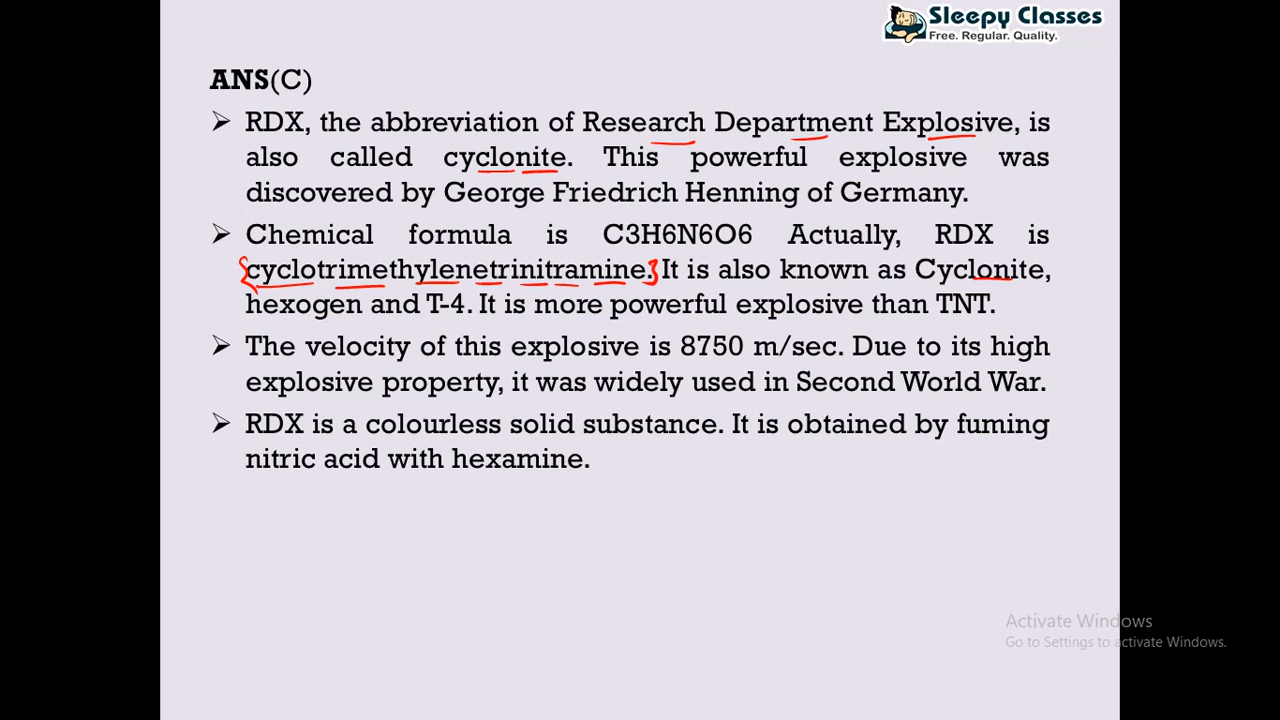 Sleepy Classes
Free. Regular. Quality.
ANS(C)
➢ RDX, the abbreviation of Research Department Explosive, is
also called cyclonite. This powerful explosive was
discovered by George Friedrich Henning of Germany.
➢ Chemical formula is C3H6N6O6 Actually, RDX is
{cyclotrimethylenetrinitramine.} It is also known as Cyclonite,
hexogen and T-4. It is more powerful explosive than TNT.
➢ The velocity of this explosive is 8750 m/sec. Due to its high
explosive property, it was widely used in Second World War.
➢ RDX is a colourless solid substance. It is obtained by fuming
nitric acid with hexamine.
Activate Windows
Go to Settings to activate Windows.